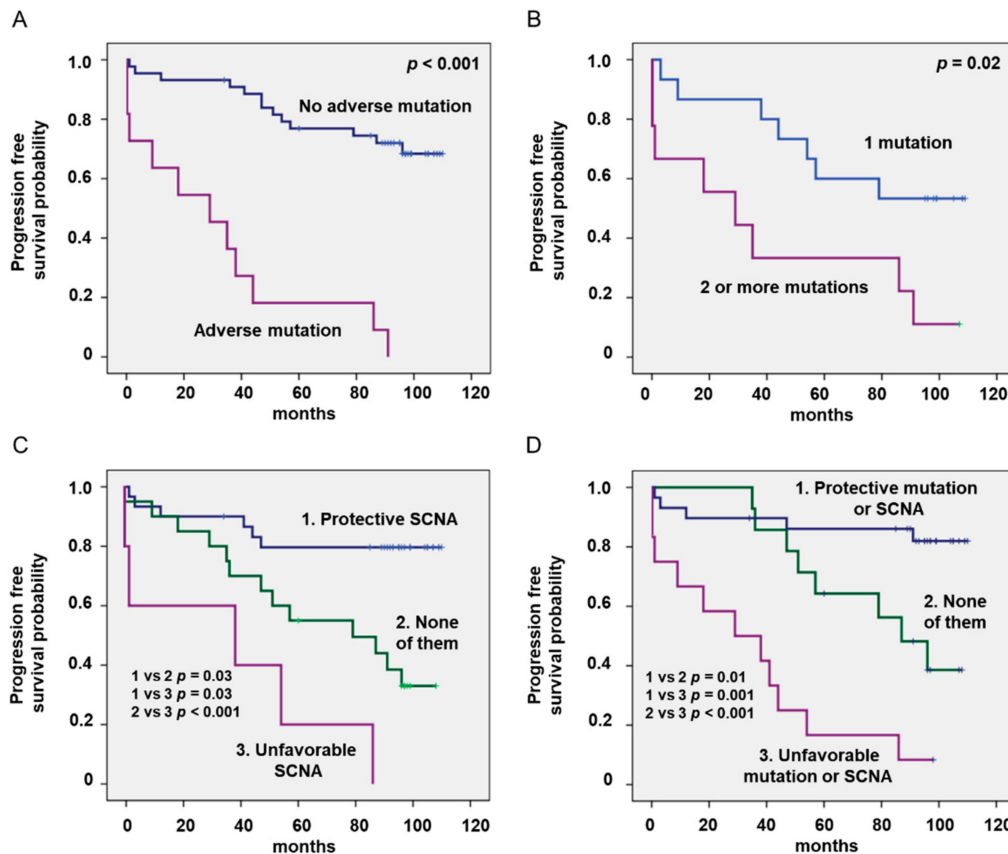 A
Progression free
survival probability
1.0
0.8
0.6
0.4
0.2
0
p < 0.001
No adverse mutation
Adverse mutation
0 20 40 60 80 100 120
months
B
Progression free
survival probability
1.0
0.8
0.6
0.4
0.2
0
p = 0.02
1 mutation
2 or more mutations
0 20 40 60 80 100 120
months
C
Progression free
survival probability
1.0
0.8
0.6
0.4
0.2
0
1. Protective SCNA
2. None
of them
1 vs 2 p = 0.03
1 vs 3 p = 0.03
2 vs 3 p < 0.001
3. Unfavorable
SCNA
0 20 40 60 80 100 120
months
D
Progression free
survival probability
1.0
0.8
0.6
0.4
0.2
0
1. Protective mutation
or SCNA
2. None
of them
1 vs 2 p = 0.01
1 vs 3 p = 0.001
2 vs 3 p < 0.001
3. Unfavorable
mutation or SCNA
0 20 40 60 80 100 120
months